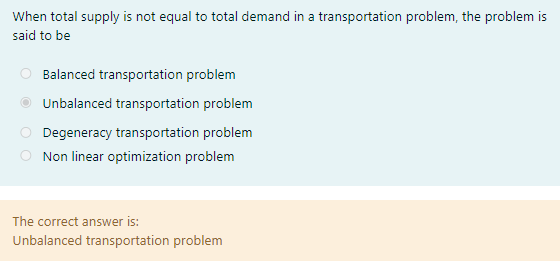 When total supply is not equal to total demand in a transportation problem, the problem is
said to be
Balanced transportation problem
Unbalanced transportation problem
Degeneracy transportation problem
Non linear optimization problem
The correct answer is:
Unbalanced transportation problem